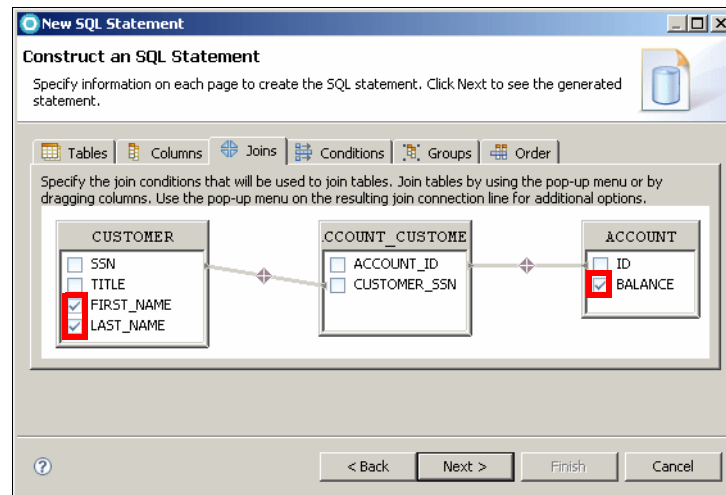 New SQL Statement
Construct an SQL Statement
Specify information on each page to create the SQL statement. Click Next to see the generated
statement.
Tables Columns Joins Conditions Groups Order
Specify the join conditions that will be used to join tables. Join tables by using the pop-up menu or by
dragging columns. Use the pop-up menu on the resulting join connection line for additional options.
CUSTOMER
SSN
TITLE
FIRST_NAME
LAST_NAME
.CCOUNT_CUSTOME
ACCOUNT_ID
CUSTOMER_SSN
ACCOUNT
ID
BALANCE
? < Back Next > Finish Cancel